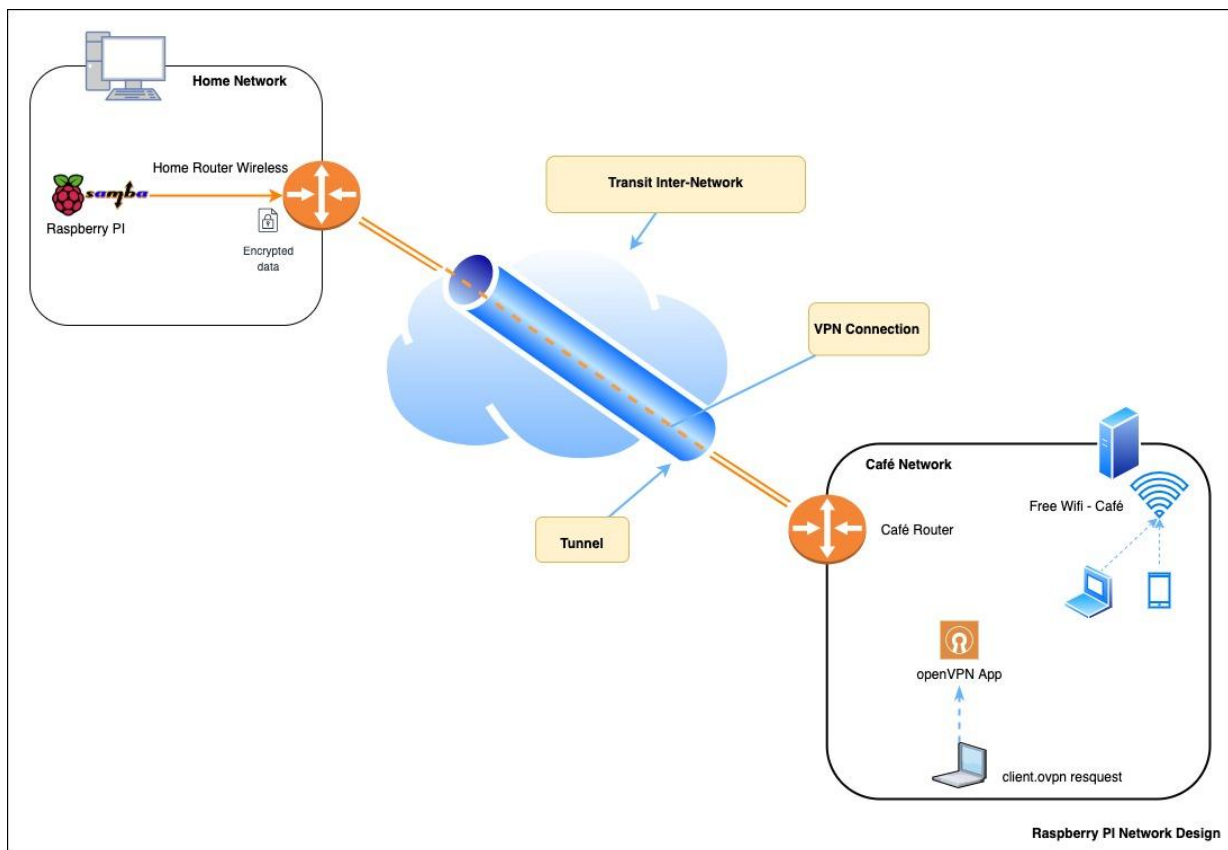 Home Network
Home Router Wireless
samba
Raspberry PI
Encrypted
data
Transit Inter-Network
VPN Connection
Tunnel
Café Network
Free Wifi - Café
Café Router
openVPN App
client.ovpn resquest
Raspberry PI Network Design